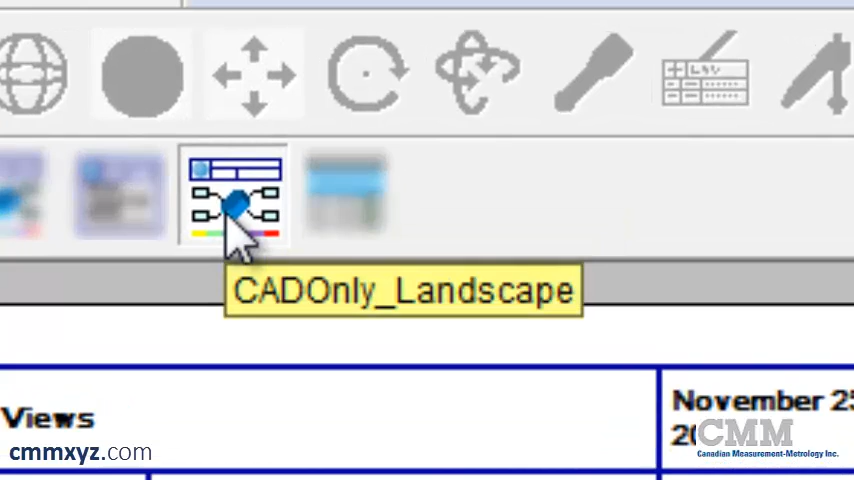 CADOnly_Landscape
Views
November 25
20
cmmxyz.com
CMM
Canadian Measurement-Metrology Inc.